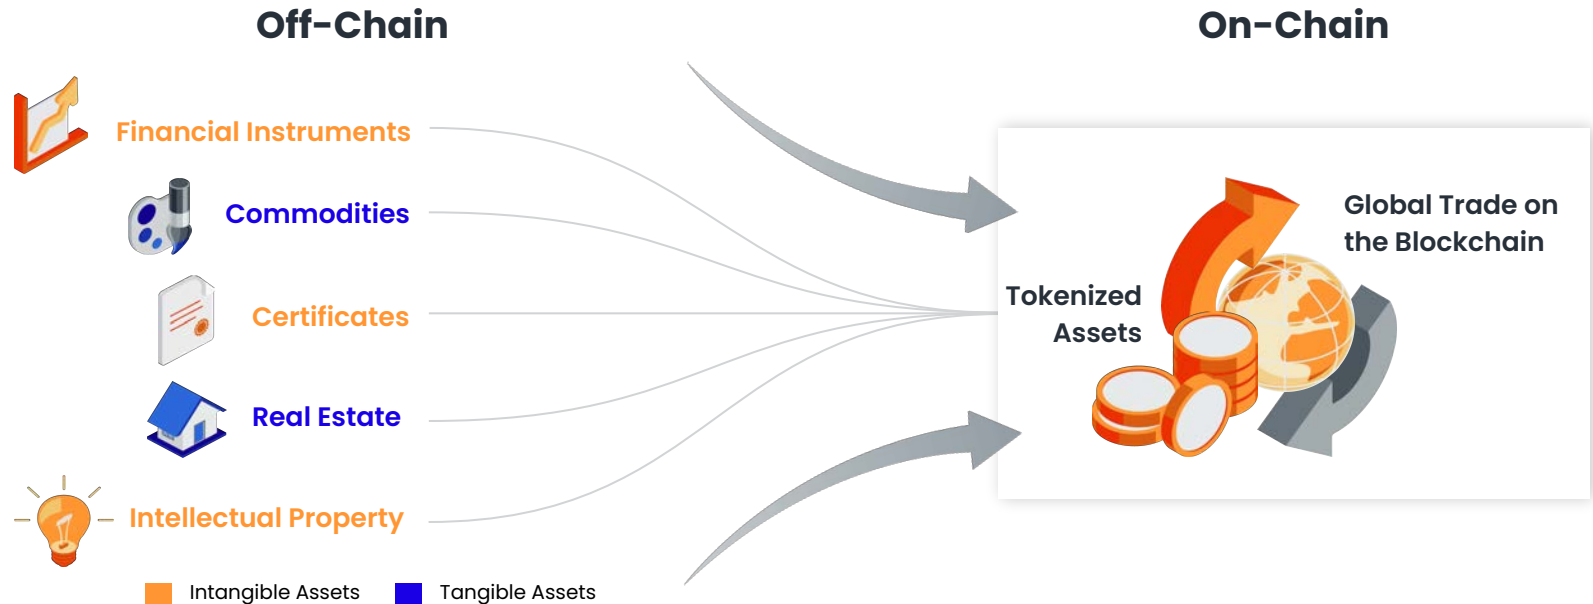 Off-Chain
On-Chain
Financial Instruments
Commodities
Certificates
Real Estate
Intellectual Property
Intangible Assets
Tangible Assets
Tokenized
Assets
Global Trade on
the Blockchain